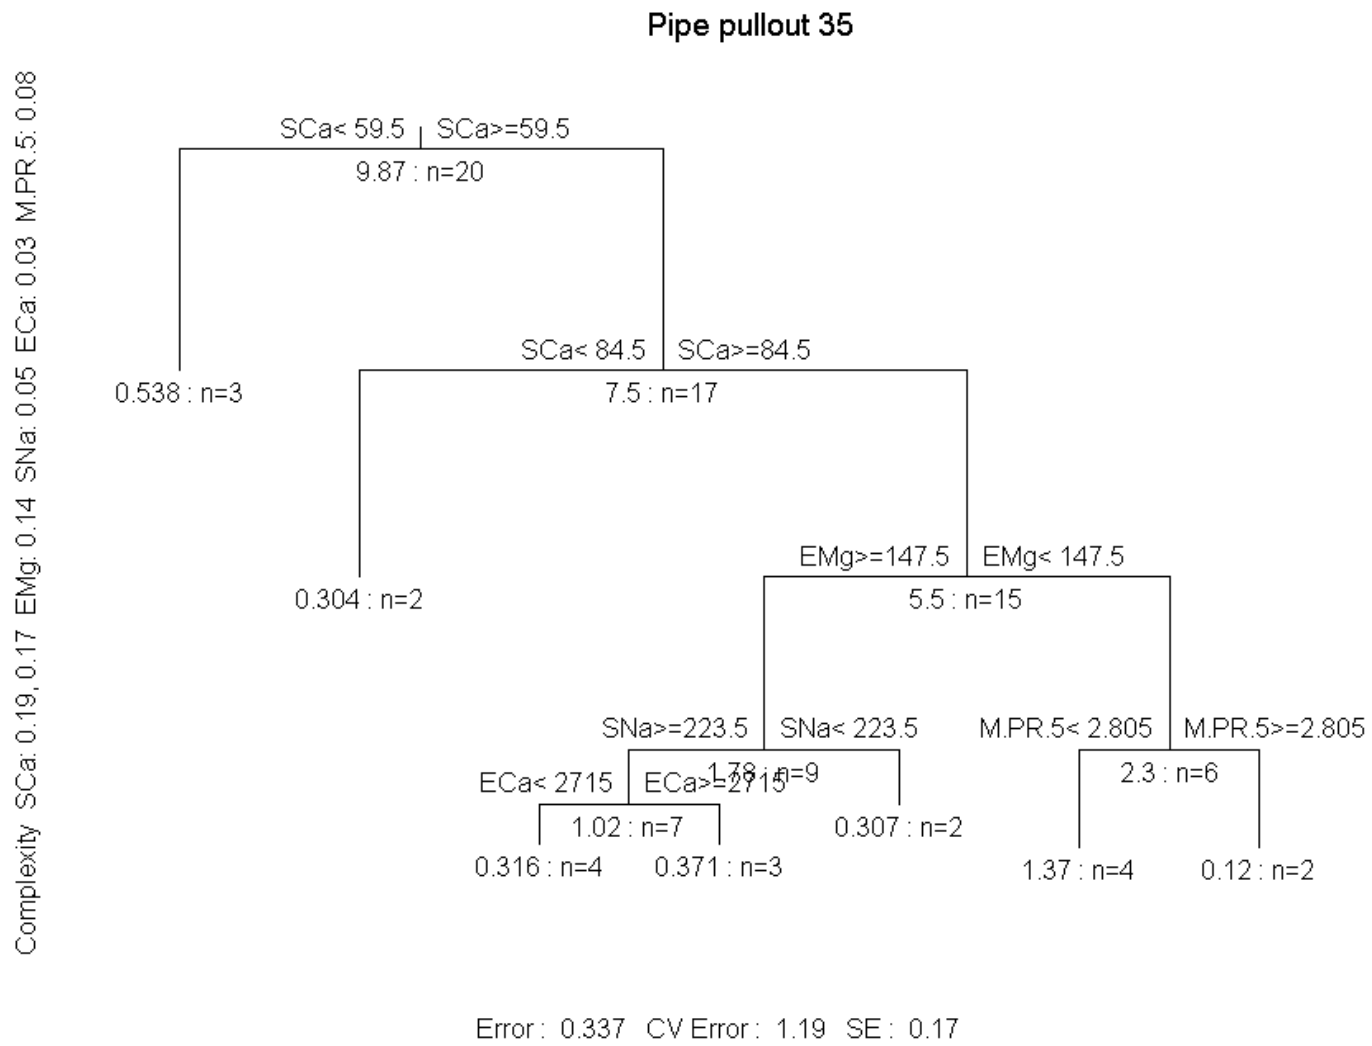 Pipe pullout 35
Complexity SCa: 0.19, 0.17 EMg: 0.14 SNa: 0.05 ECa: 0.03 M.PR.5: 0.08
SCa< 59.5 SCa>=59.5
9.87 : n=20
SCa< 84.5 SCa>=84.5
0.538 : n=3 7.5 : n=17
EMg>=147.5 EMg< 147.5
0.304 : n=2 5.5 : n=15
SNa>=223.5 SNa< 223.5 M.PR.5< 2.805 M.PR.5>=2.805
1.78 : n=9 2.3 : n=6
ECa< 2715 ECa>=2715
1.02 : n=7 0.307 : n=2
0.316 : n=4 0.371 : n=3 1.37 : n=4 0.12 : n=2
Error : 0.337 CV Error : 1.19 SE : 0.17